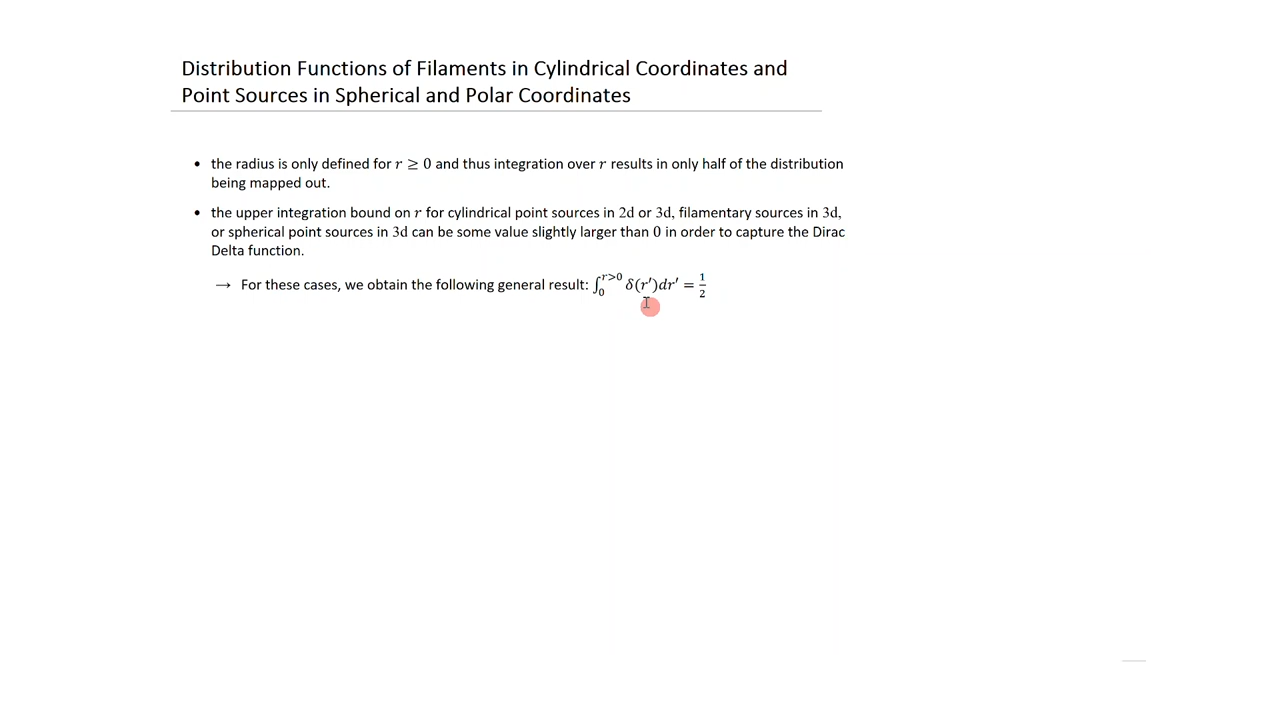 Distribution Functions of Filaments in Cylindrical Coordinates and
Point Sources in Spherical and Polar Coordinates
• the radius is only defined for r ≥ 0 and thus integration over r results in only half of the distribution
being mapped out.
• the upper integration bound on r for cylindrical point sources in 2d or 3d, filamentary sources in 3d,
or spherical point sources in 3d can be some value slightly larger than 0 in order to capture the Dirac
Delta function.
→ For these cases, we obtain the following general result: ∫₀^{r>0} δ(r′)dr′ = 1/2